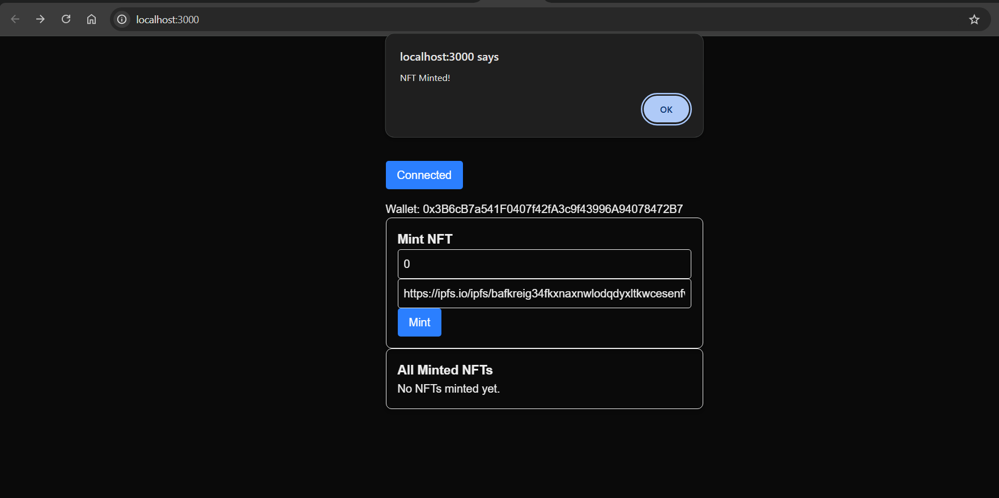 localhost:3000
localhost:3000 says
NFT Minted!
OK
Connected
Wallet: 0x3B6cB7a541F0407f42fA3c9f43996A94078472B7
Mint NFT
0
https://ipfs.io/ipfs/bafkreig34fkxnaxnwlodqdyxltkwcesenf
Mint
All Minted NFTs
No NFTs minted yet.